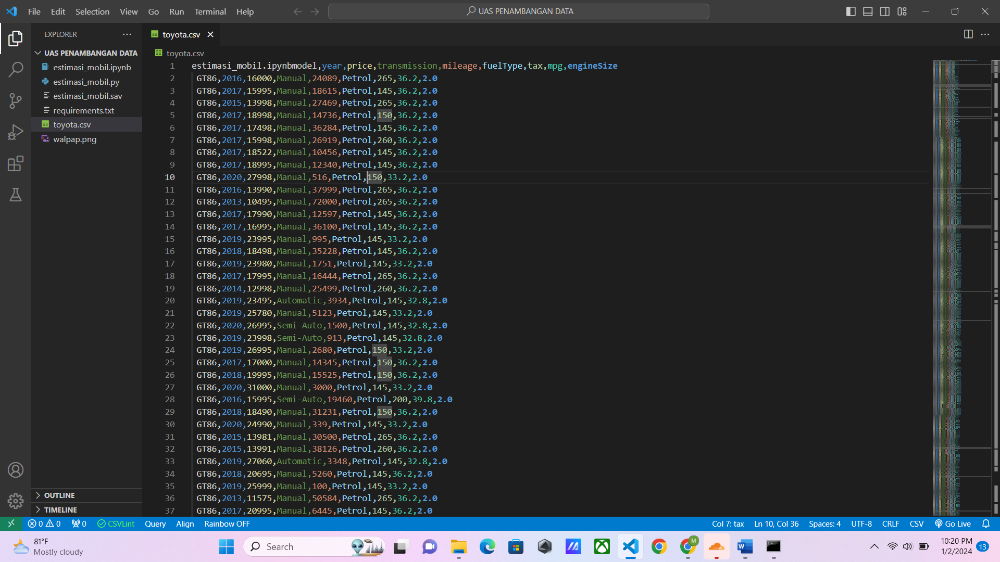 File Edit Selection View Go Run Terminal Help
UAS PENAMBANGAN DATA
EXPLORER
toyota.csv
UAS PENAMBANGAN DATA
estimasi_mobil.ipynb
estimasi_mobil.py
estimasi_mobil.sav
requirements.txt
toyota.csv
walpap.png
OUTLINE
TIMELINE
toyota.csv
1 estimasi_mobil.ipynbmodel,year,price,transmission,mileage,fuelType,tax,mpg,engineSize
2 GT86,2016,16000,Manual,24089,Petrol,265,36.2,2.0
3 GT86,2017,15995,Manual,18615,Petrol,145,36.2,2.0
4 GT86,2015,13998,Manual,27469,Petrol,265,36.2,2.0
5 GT86,2017,18998,Manual,14736,Petrol,150,36.2,2.0
6 GT86,2017,17498,Manual,36284,Petrol,145,36.2,2.0
7 GT86,2017,15998,Manual,26919,Petrol,260,36.2,2.0
8 GT86,2017,18522,Manual,10456,Petrol,145,36.2,2.0
9 GT86,2017,18995,Manual,12340,Petrol,145,36.2,2.0
10 GT86,2020,27998,Manual,516,Petrol,150,33.2,2.0
11 GT86,2016,13990,Manual,37999,Petrol,265,36.2,2.0
12 GT86,2013,10495,Manual,72000,Petrol,265,36.2,2.0
13 GT86,2017,17990,Manual,12597,Petrol,145,36.2,2.0
14 GT86,2017,16995,Manual,36100,Petrol,145,36.2,2.0
15 GT86,2019,23995,Manual,995,Petrol,145,33.2,2.0
16 GT86,2018,18498,Manual,35228,Petrol,145,36.2,2.0
17 GT86,2019,23980,Manual,1751,Petrol,145,33.2,2.0
18 GT86,2017,17995,Manual,16444,Petrol,265,36.2,2.0
19 GT86,2014,12998,Manual,25499,Petrol,260,36.2,2.0
20 GT86,2019,23495,Automatic,3934,Petrol,145,32.8,2.0
21 GT86,2019,25780,Manual,5123,Petrol,145,33.2,2.0
22 GT86,2020,26995,Semi-Auto,1500,Petrol,145,32.8,2.0
23 GT86,2019,23998,Semi-Auto,913,Petrol,145,32.8,2.0
24 GT86,2019,26995,Manual,2680,Petrol,150,33.2,2.0
25 GT86,2017,17000,Manual,14345,Petrol,150,36.2,2.0
26 GT86,2018,19995,Manual,15525,Petrol,150,36.2,2.0
27 GT86,2020,31000,Manual,3000,Petrol,145,33.2,2.0
28 GT86,2016,15995,Semi-Auto,19460,Petrol,200,39.8,2.0
29 GT86,2018,18490,Manual,31231,Petrol,150,36.2,2.0
30 GT86,2020,24990,Manual,339,Petrol,145,33.2,2.0
31 GT86,2015,13981,Manual,30500,Petrol,265,36.2,2.0
32 GT86,2015,13991,Manual,38126,Petrol,260,36.2,2.0
33 GT86,2019,27060,Automatic,3348,Petrol,145,32.8,2.0
34 GT86,2018,20695,Manual,5260,Petrol,145,36.2,2.0
35 GT86,2019,25999,Manual,100,Petrol,145,33.2,2.0
36 GT86,2013,11575,Manual,50584,Petrol,265,36.2,2.0
37 GT86,2017,20995,Manual,6445,Petrol,145,36.2,2.0
0 0 0 CSVLint Query Align Rainbow OFF Col 7: tax Ln 10, Col 36 Spaces: 4 UTF-8 CRLF CSV Go Live
81°F
Mostly cloudy
Search
M
10:20 PM
1/2/2024
13